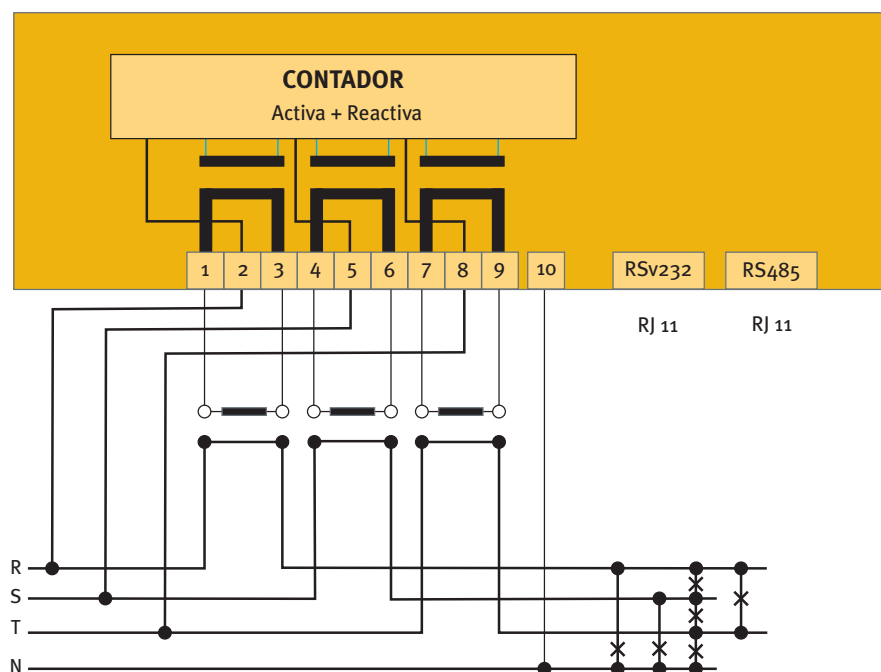 CONTADOR
Activa + Reactiva
1 2 3 4 5 6 7 8 9 10 RSv232 RS485
RJ 11 RJ 11
R
S
T
N